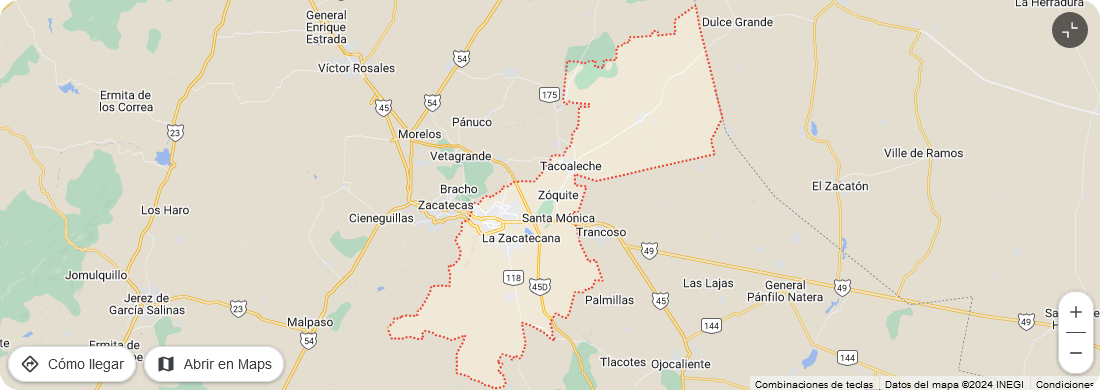 La Herradura
General
Enrique
Estrada
Dulce Grande
Víctor Rosales
54
Ermita de
los Correa
175
45
54
Pánuco
23
Morelos
Vetagrande
Ville de Ramos
Tacoaleche
El Zacatón
Bracho
Zóquite
Zacatecas
Los Haro
Cieneguillas
Santa Mónica
Trancoso
La Zacatecana
49
Jomulquillo
118
45D
Las Lajas
General
Pánfilo Natera
49
Jerez de
García Salinas
23
Palmillas
45
Malpaso
144
49
54
Ermita de
Tlacotes
Ojocaliente
144
Cómo llegar
Abrir en Maps
+
−
Combinaciones de teclas
Datos del mapa ©2024 INEGI
Condiciones